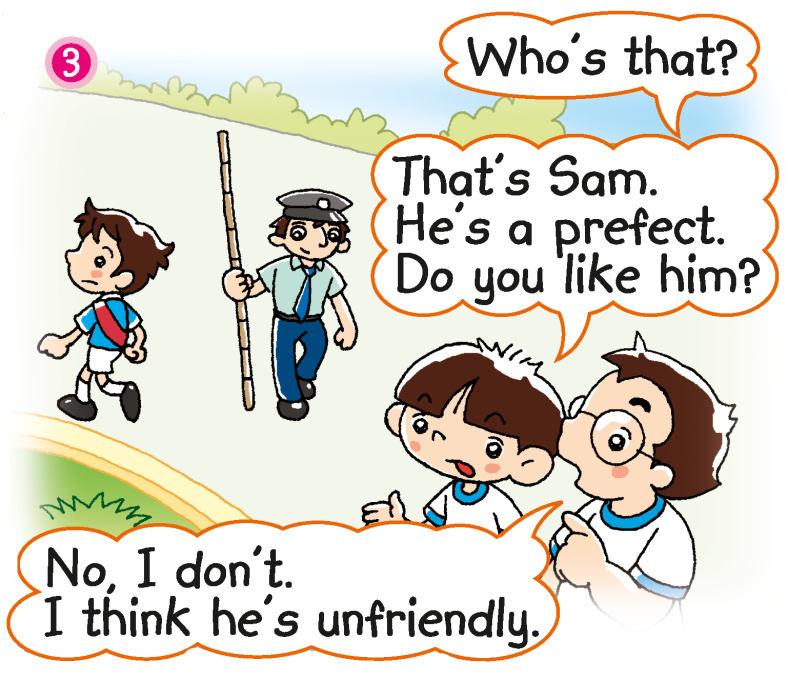 3
Who's that?
That's Sam.
He's a prefect.
Do you like him?
No, I don't.
I think he's unfriendly.